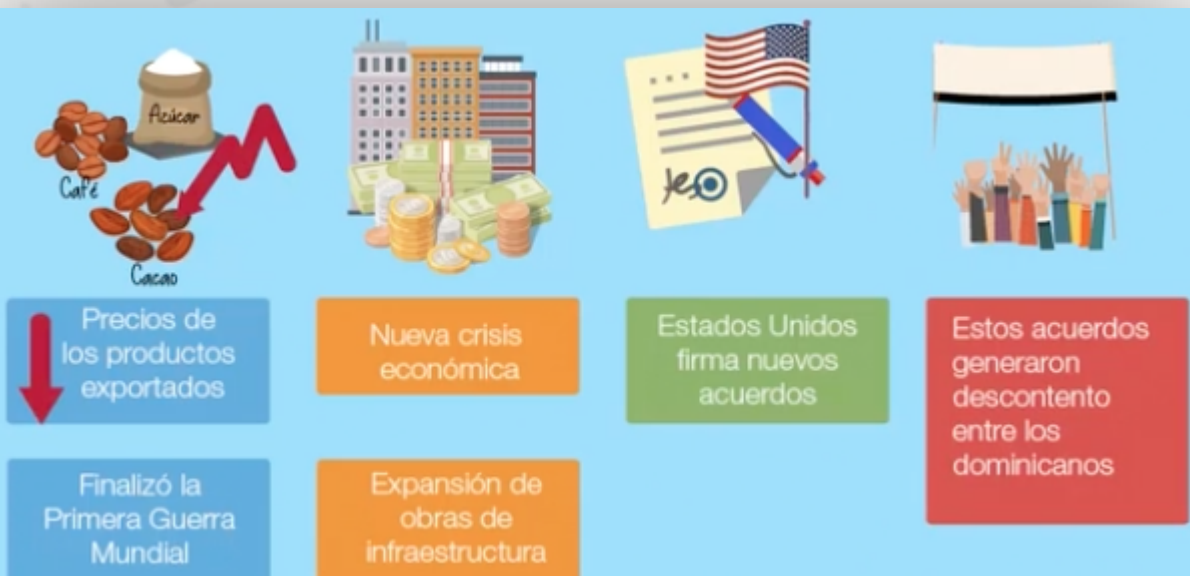 Azúcar
Café
Cacao
Precios de
los productos
exportados
Finalizó la
Primera Guerra
Mundial
Nueva crisis
económica
Expansión de
obras de
infraestructura
Estados Unidos
firma nuevos
acuerdos
Estos acuerdos
generaron
descontento
entre los
dominicanos